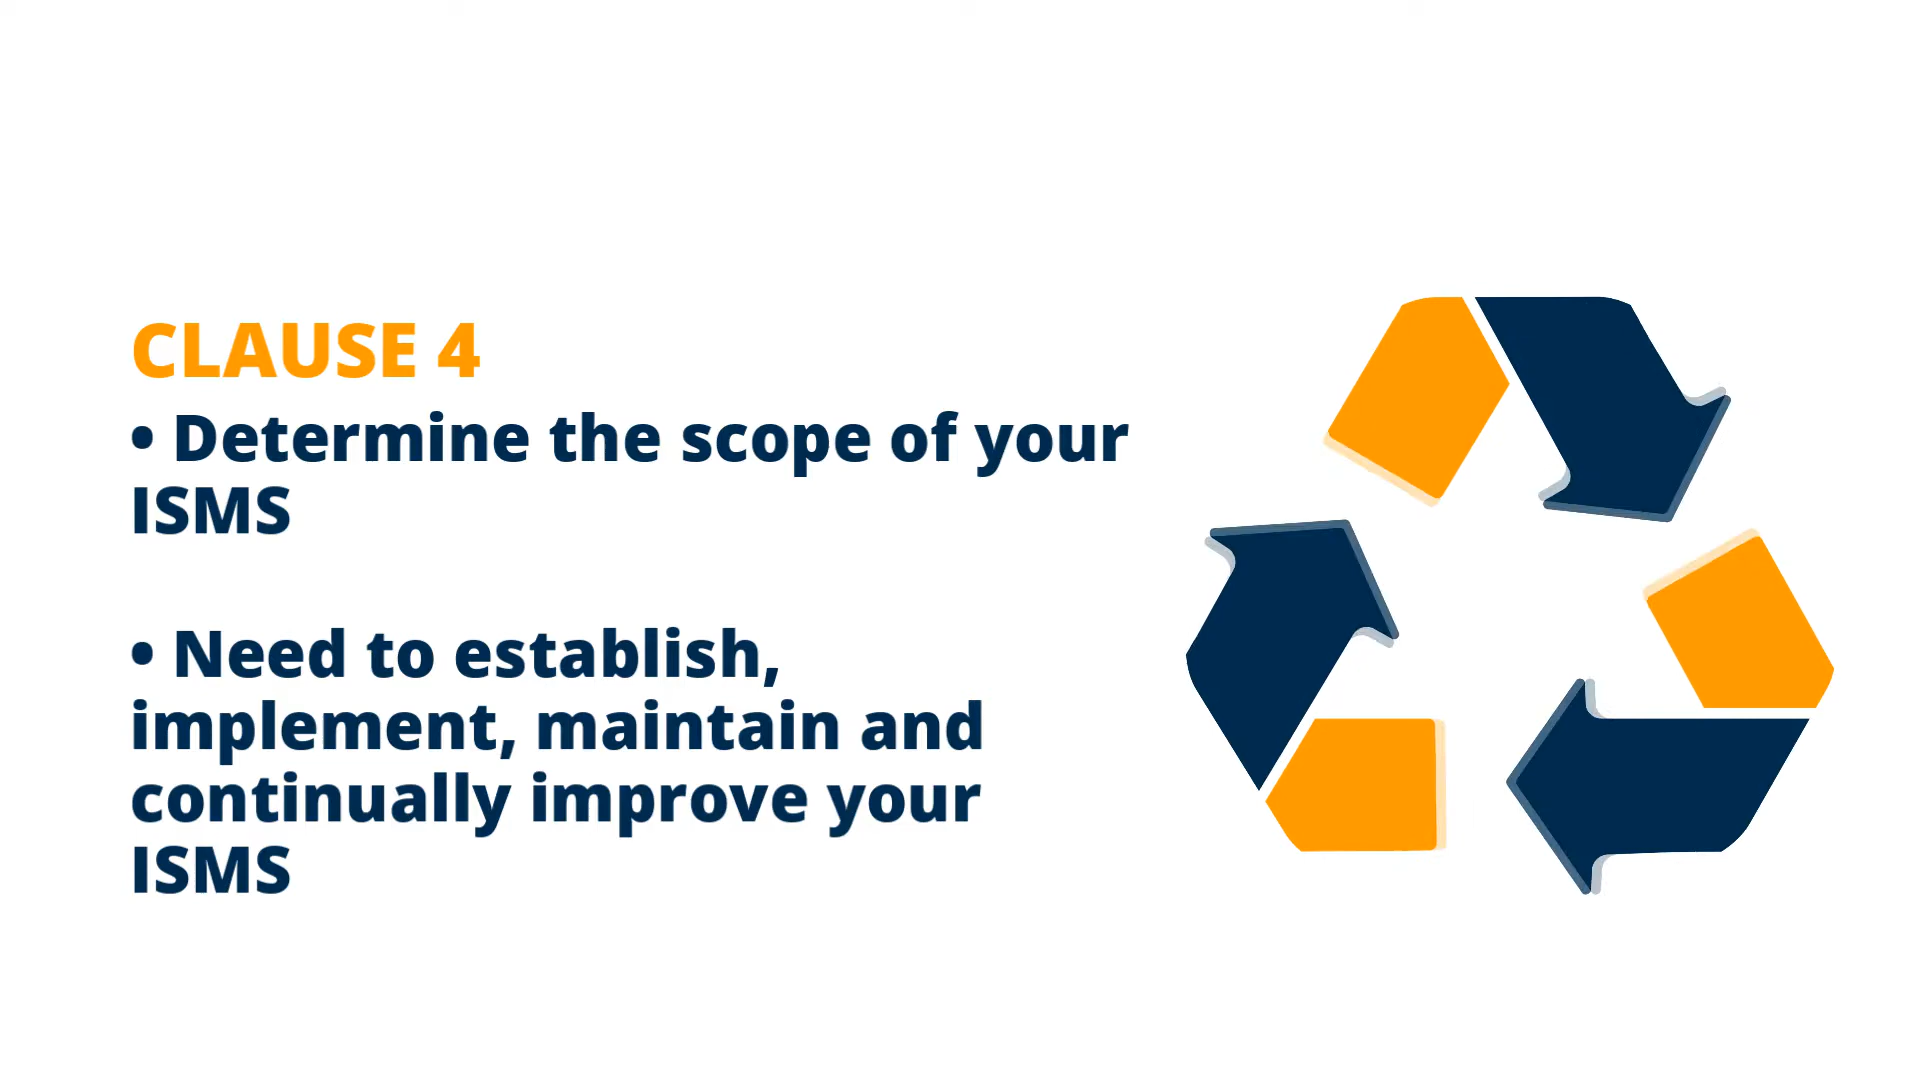 CLAUSE 4
• Determine the scope of your
ISMS
• Need to establish,
implement, maintain and
continually improve your
ISMS